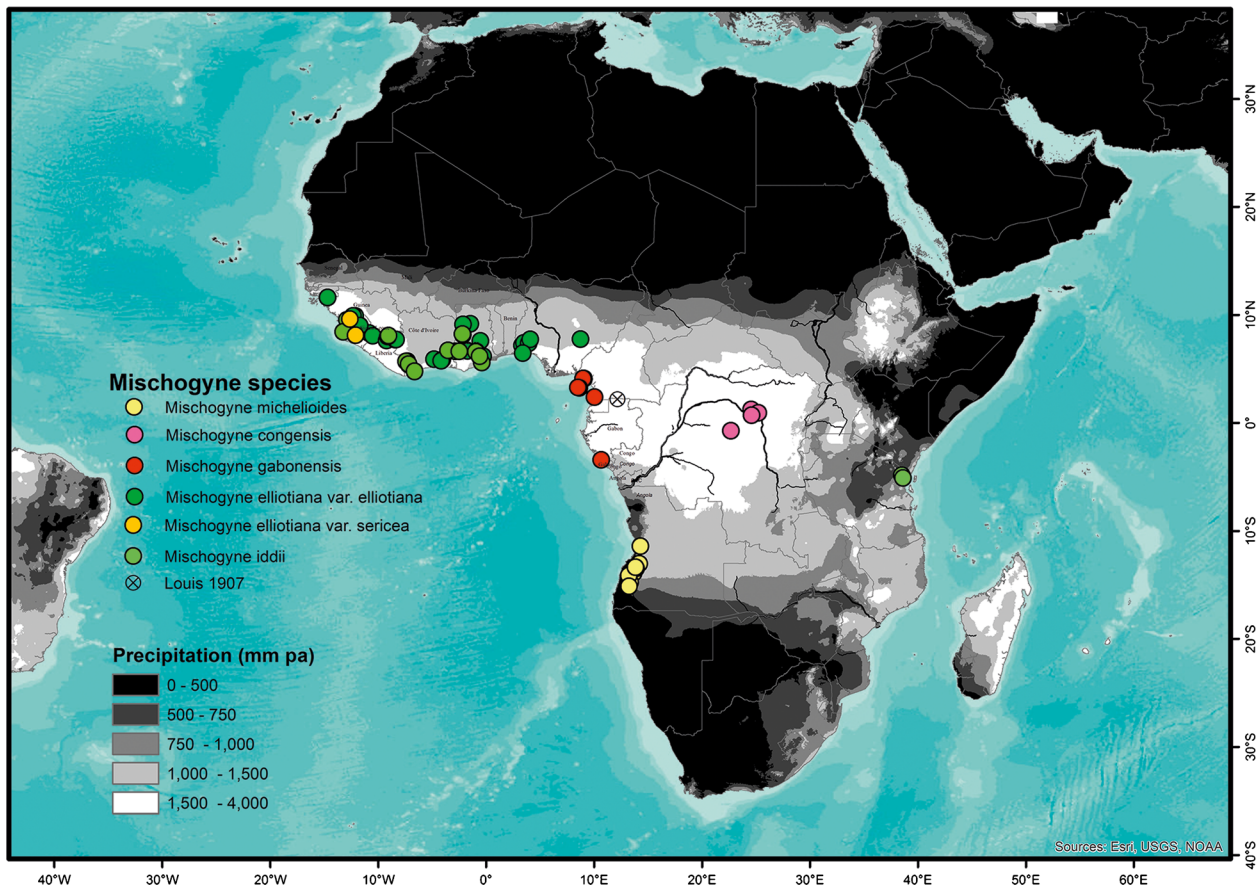 Guinea
Côte d'Ivoire
Benin
Liberia
Gabon
Congo
Congo
Angola
Angola
Mischogyne species
Mischogyne michelioides
Mischogyne congensis
Mischogyne gabonensis
Mischogyne elliotiana var. elliotiana
Mischogyne elliotiana var. sericea
Mischogyne iddii
Louis 1907
Precipitation (mm pa)
0 - 500
500 - 750
750 - 1,000
1,000 - 1,500
1,500 - 4,000
30°N
20°N
10°N
0°
10°S
20°S
30°S
40°S
Sources: Esri, USGS, NOAA
40°W 30°W 20°W 10°W 0° 10°E 20°E 30°E 40°E 50°E 60°E